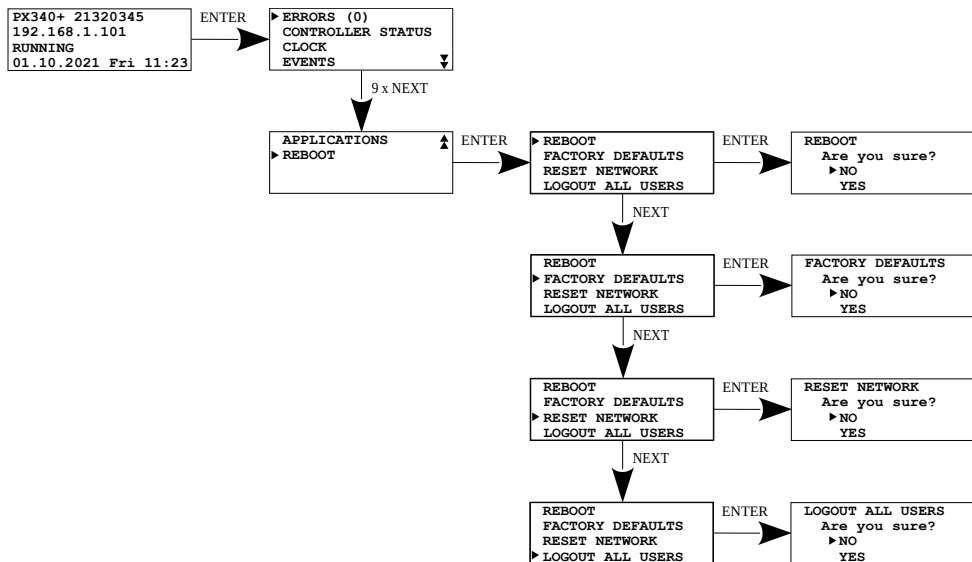 PX340+ 21320345
192.168.1.101
RUNNING
01.10.2021 Fri 11:23
ENTER
▶ERRORS (0)
CONTROLLER STATUS
CLOCK
EVENTS
9 x NEXT
APPLICATIONS
▶REBOOT
ENTER
▶REBOOT
FACTORY DEFAULTS
RESET NETWORK
LOGOUT ALL USERS
ENTER
REBOOT
Are you sure?
▶NO
YES
NEXT
REBOOT
▶FACTORY DEFAULTS
RESET NETWORK
LOGOUT ALL USERS
ENTER
FACTORY DEFAULTS
Are you sure?
▶NO
YES
NEXT
REBOOT
FACTORY DEFAULTS
▶RESET NETWORK
LOGOUT ALL USERS
ENTER
RESET NETWORK
Are you sure?
▶NO
YES
NEXT
REBOOT
FACTORY DEFAULTS
RESET NETWORK
▶LOGOUT ALL USERS
ENTER
LOGOUT ALL USERS
Are you sure?
▶NO
YES